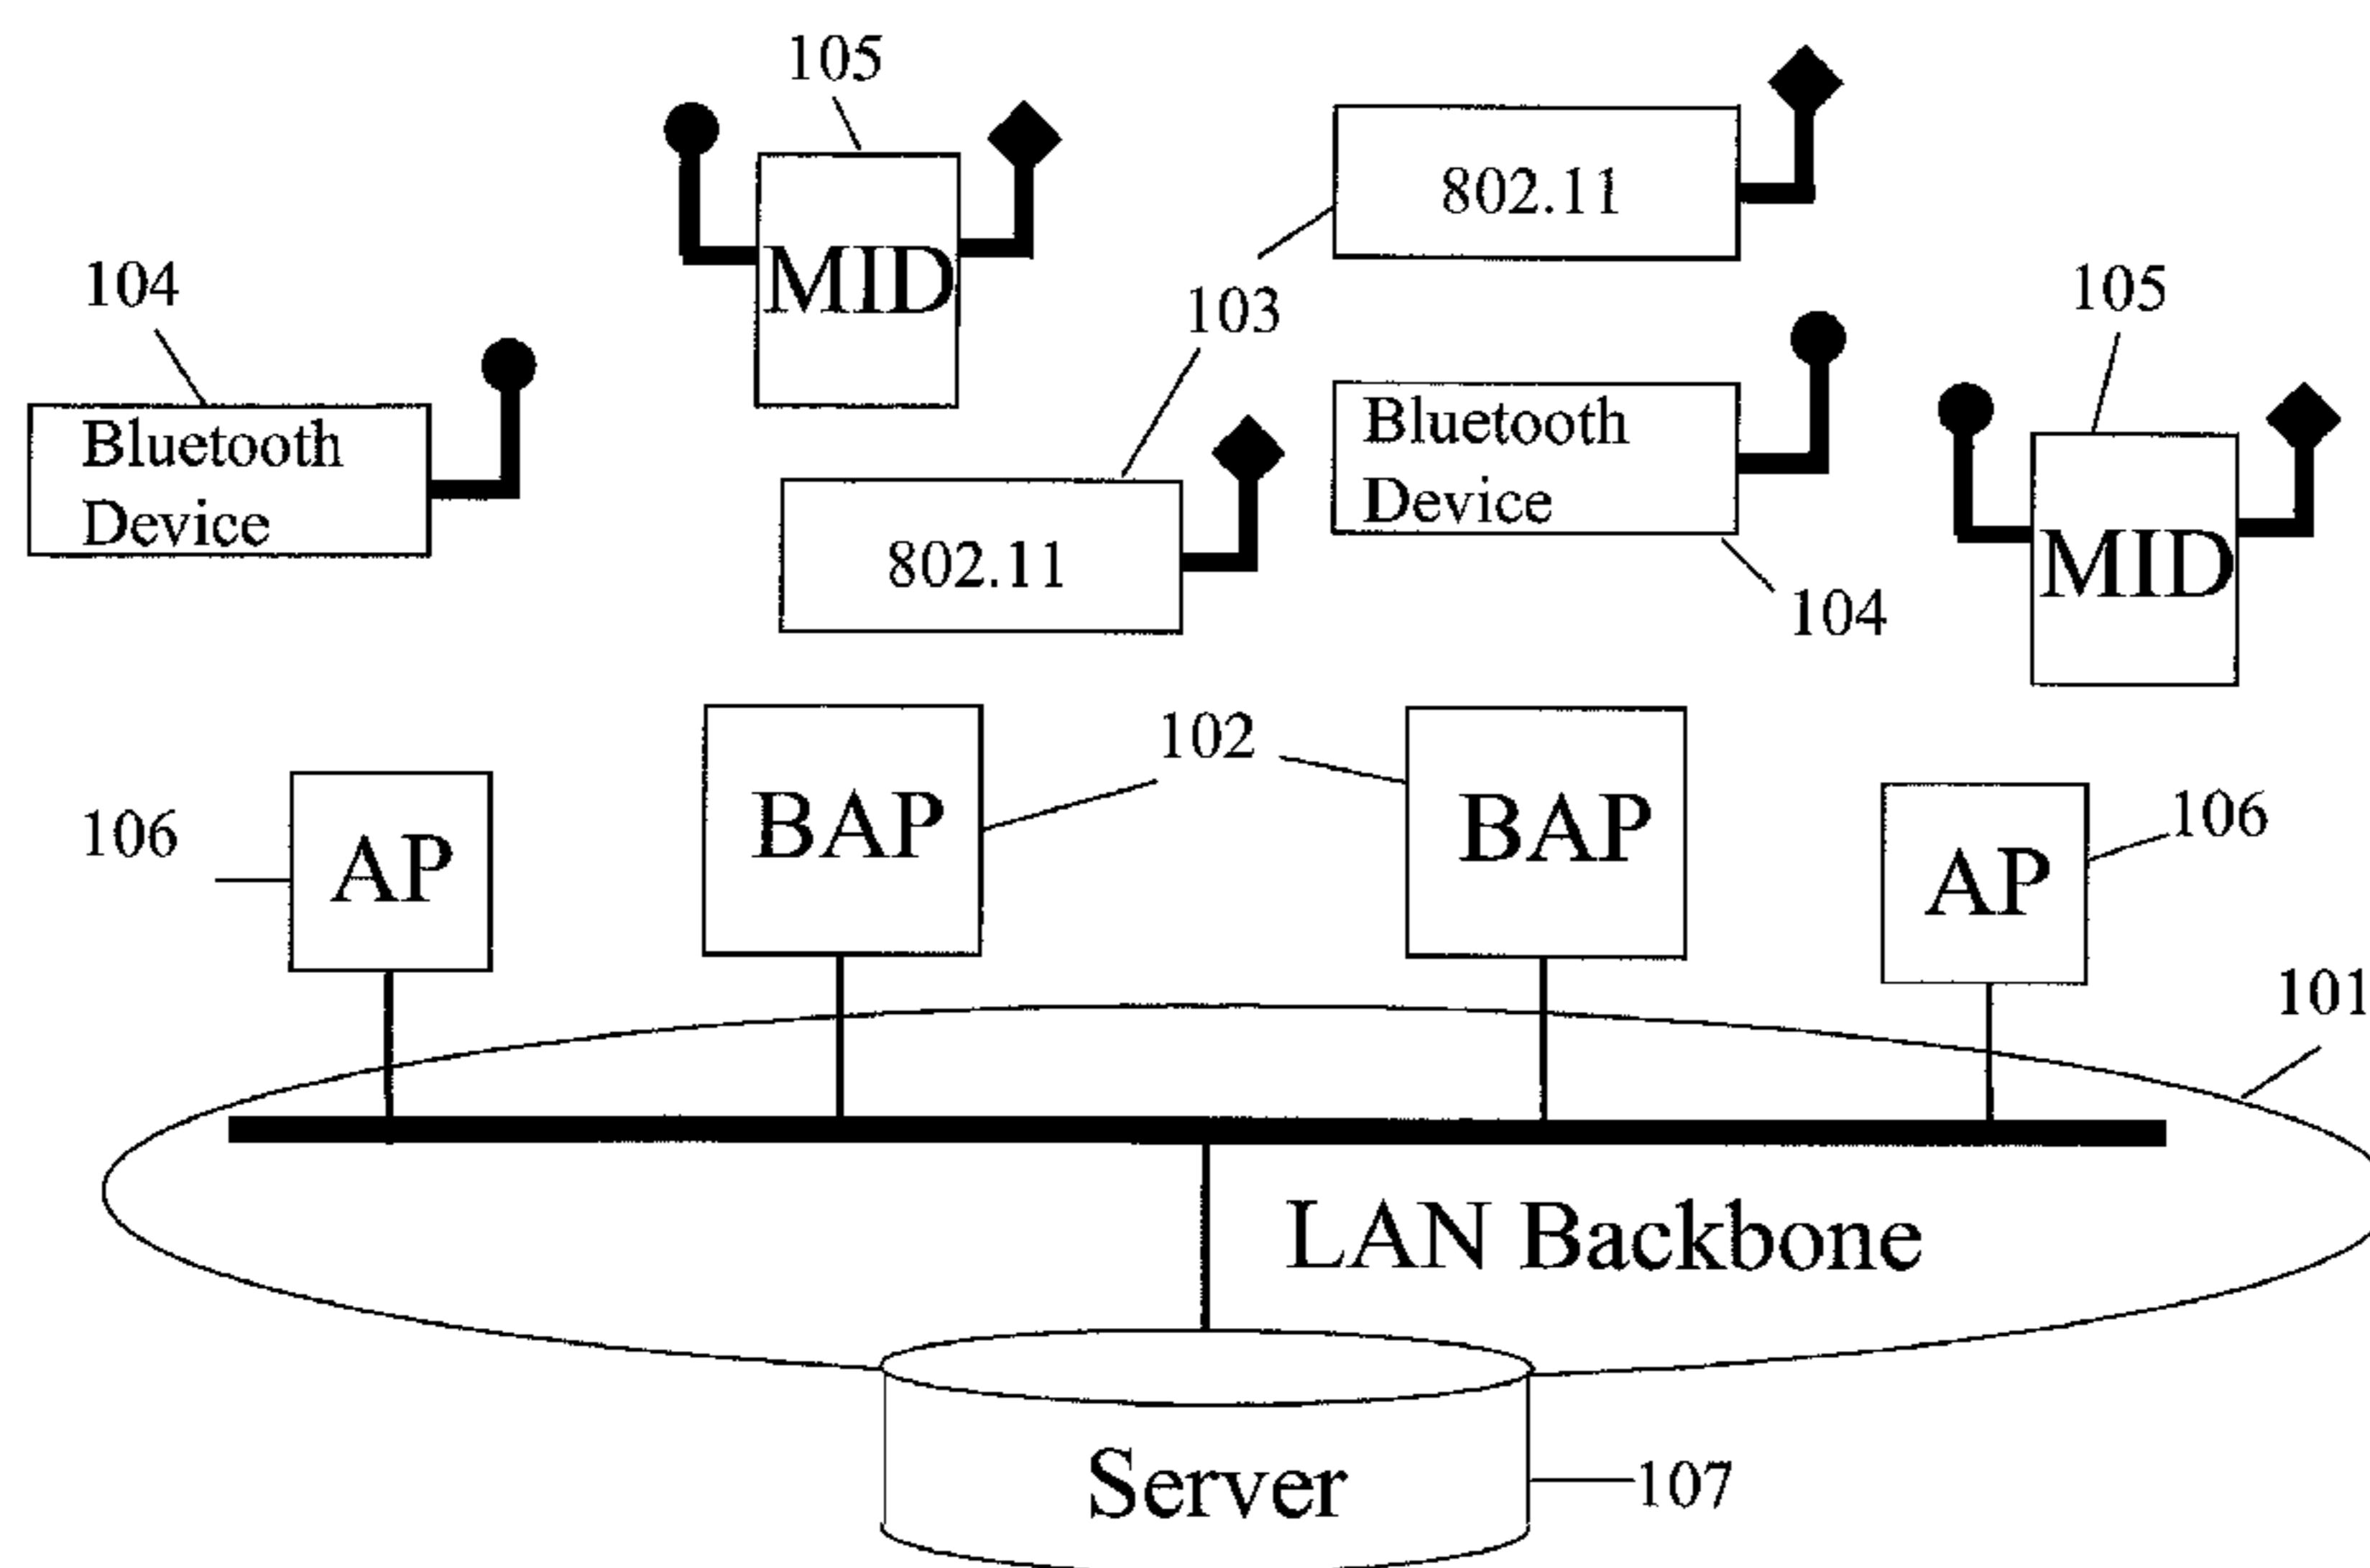 105
802.11
MID
104
103
105
Bluetooth
Device
Bluetooth
Device
802.11
MID
104
102
106
AP
BAP
BAP
AP
106
101
LAN Backbone
Server
107